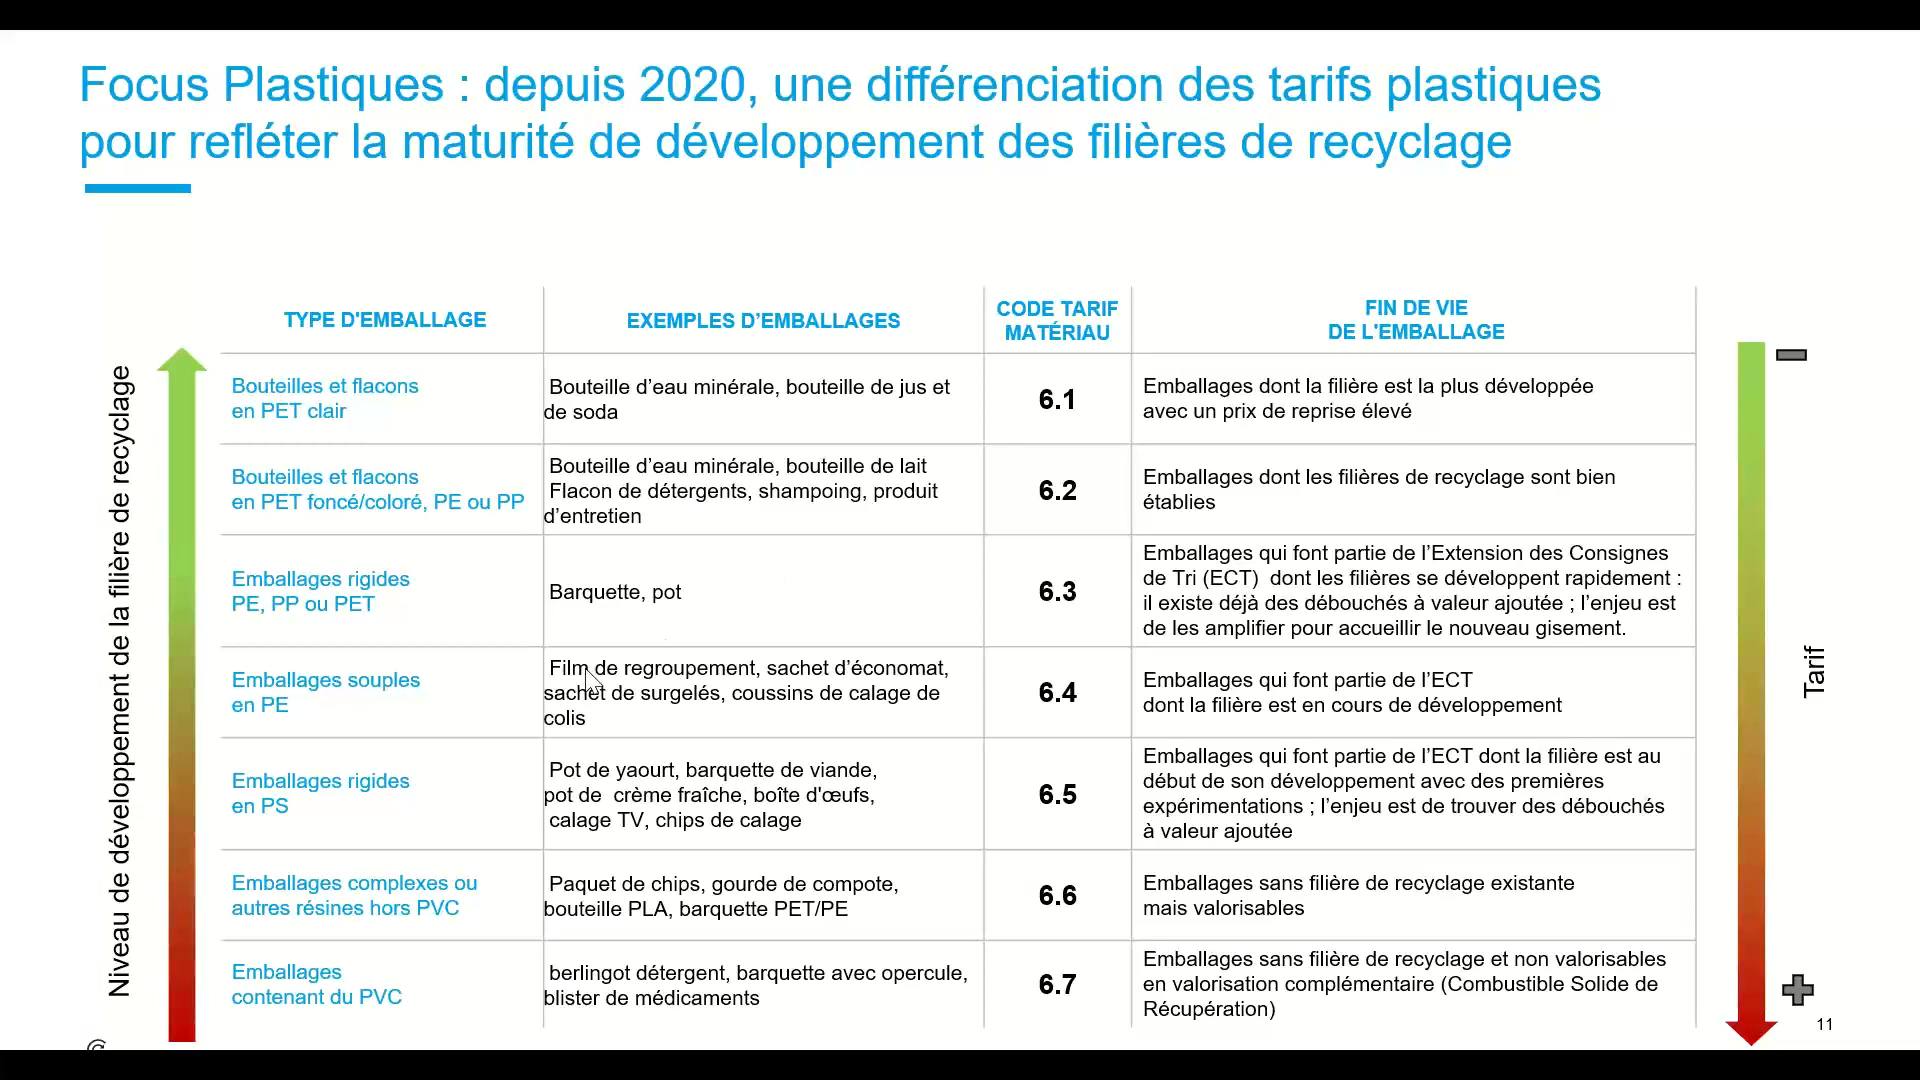 Focus Plastiques : depuis 2020, une différenciation des tarifs plastiques
pour refléter la maturité de développement des filières de recyclage
Niveau de développement de la filière de recyclage
TYPE D'EMBALLAGE
EXEMPLES D’EMBALLAGES
CODE TARIF
MATÉRIAU
FIN DE VIE
DE L'EMBALLAGE
Bouteilles et flacons
en PET clair
Bouteille d’eau minérale, bouteille de jus et
de soda
6.1
Emballages dont la filière est la plus développée
avec un prix de reprise élevé
Bouteilles et flacons
en PET foncé/coloré, PE ou PP
Bouteille d’eau minérale, bouteille de lait
Flacon de détergents, shampoing, produit
d’entretien
6.2
Emballages dont les filières de recyclage sont bien
établies
Emballages rigides
PE, PP ou PET
Barquette, pot
6.3
Emballages qui font partie de l’Extension des Consignes
de Tri (ECT)  dont les filières se développent rapidement :
il existe déjà des débouchés à valeur ajoutée ; l’enjeu est
de les amplifier pour accueillir le nouveau gisement.
Emballages souples
en PE
Film de regroupement, sachet d’économat,
sachet de surgelés, coussins de calage de
colis
6.4
Emballages qui font partie de l’ECT
dont la filière est en cours de développement
Emballages rigides
en PS
Pot de yaourt, barquette de viande,
pot de  crème fraîche, boîte d'œufs,
calage TV, chips de calage
6.5
Emballages qui font partie de l’ECT dont la filière est au
début de son développement avec des premières
expérimentations ; l’enjeu est de trouver des débouchés
à valeur ajoutée
Emballages complexes ou
autres résines hors PVC
Paquet de chips, gourde de compote,
bouteille PLA, barquette PET/PE
6.6
Emballages sans filière de recyclage existante
mais valorisables
Emballages
contenant du PVC
berlingot détergent, barquette avec opercule,
blister de médicaments
6.7
Emballages sans filière de recyclage et non valorisables
en valorisation complémentaire (Combustible Solide de
Récupération)
Tarif
11